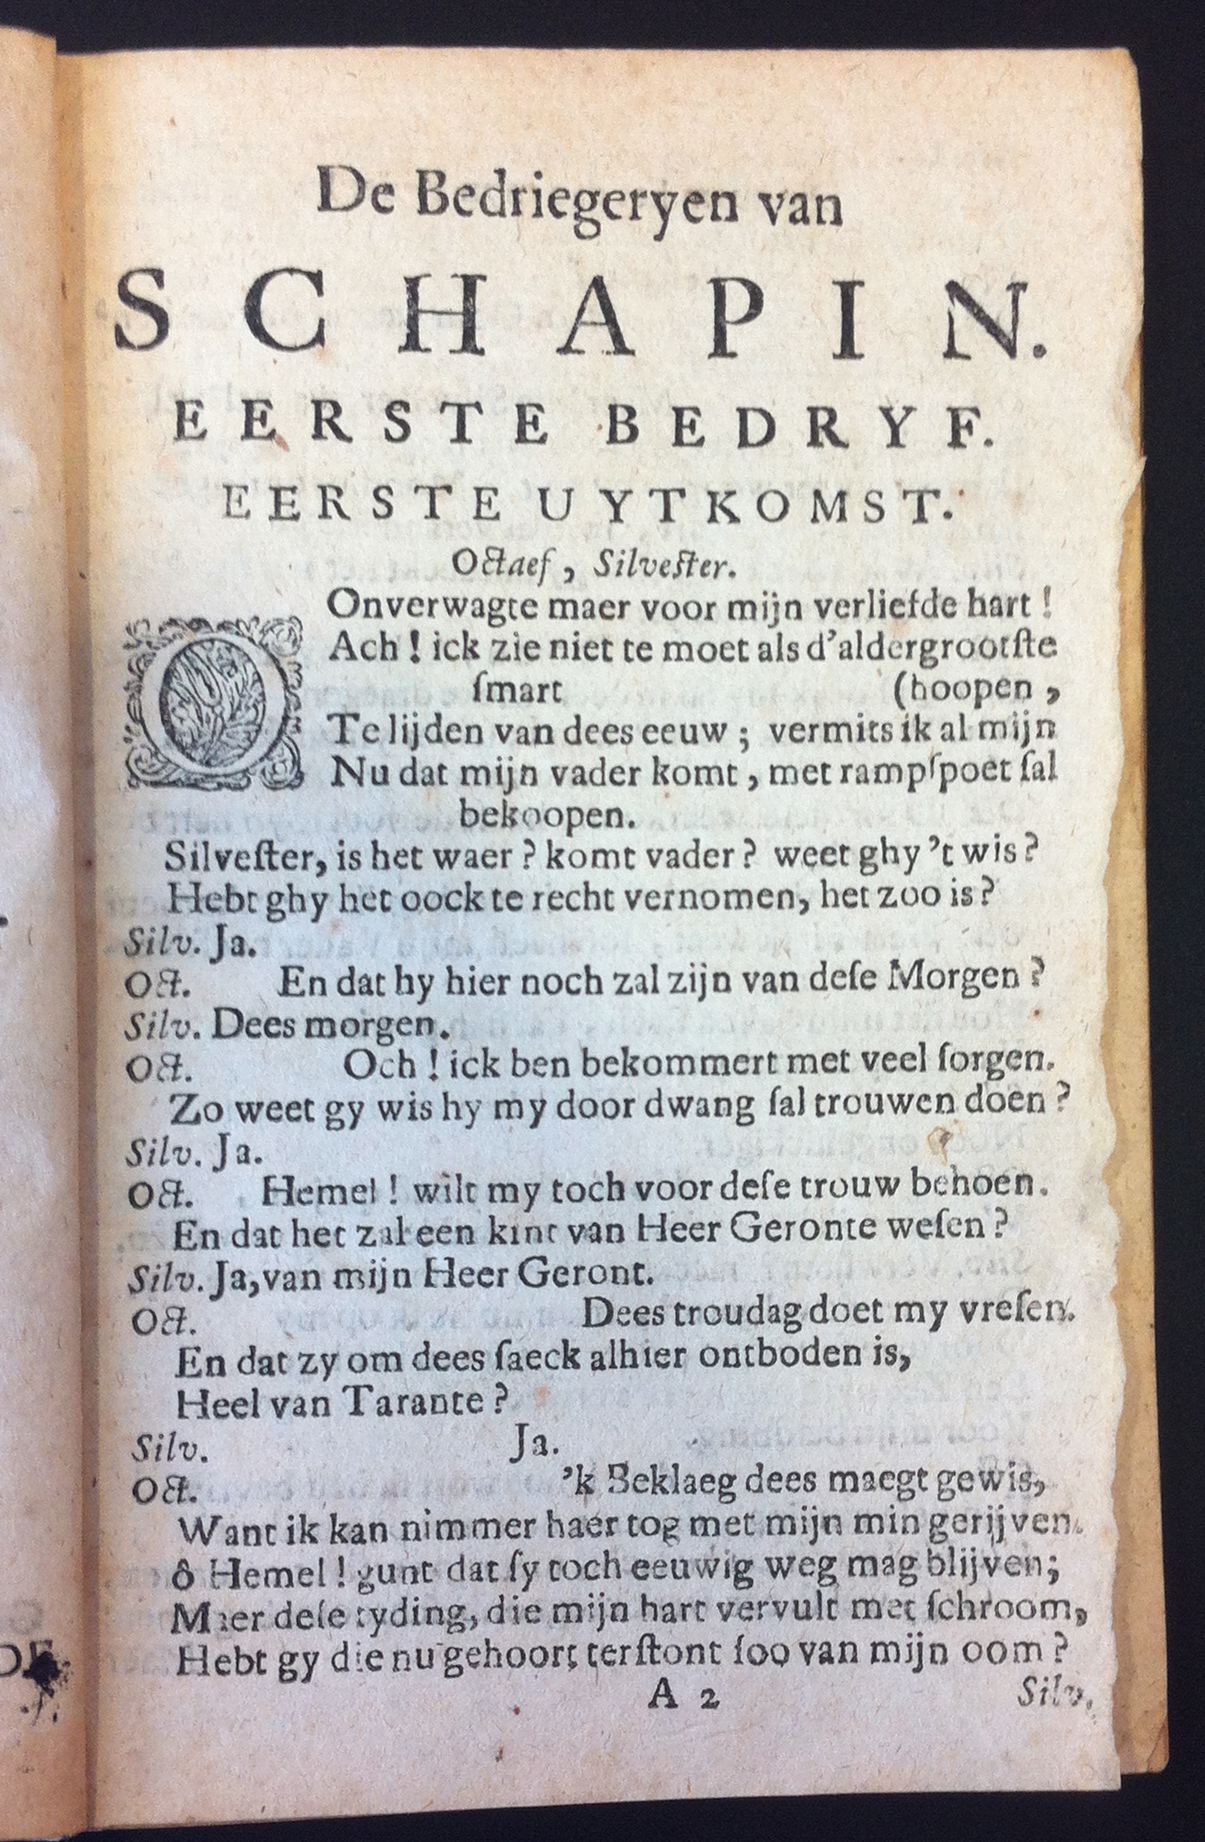 De Bedriegeryen van
SCHAPIN.
EERSTE BEDRYF.
EERSTE UYTKOMST.
Octaef, Silvester.
O Onverwagte maer voor mijn verliefde hart!
Ach! ick zie niet te moet als d'aldergrootſte
ſmart (hoopen,
Te lijden van dees eeuw; vermits ik al mijn
Nu dat mijn vader komt, met rampſpoet ſal
bekoopen.
Silveſter, is het waer? komt vader? weet ghy 't wis?
Hebt ghy het oock te recht vernomen, het zoo is?
Silv. Ja.
Oct. En dat hy hier noch zal zijn van deſe Morgen?
Silv. Dees morgen.
Oct. Och! ick ben bekommert met veel ſorgen.
Zo weet gy wis hy my door dwang ſal trouwen doen?
Silv. Ja.
Oct. Hemel! wilt my toch voor deſe trouw behoen.
En dat het zal een kint van Heer Geronte weſen?
Silv. Ja, van mijn Heer Geront.
Oct. Dees troudag doet my vreſen.
En dat zy om dees ſaeck alhier ontboden is,
Heel van Tarante?
Silv. Ja.
Oct. 'k Beklaeg dees maegt gewis,
Want ik kan nimmer haer tog met mijn min gerijven.
ô Hemel! gunt dat ſy toch eeuwig weg mag blijven;
Maer deſe tyding, die mijn hart vervult met ſchroom,
Hebt gy die nu gehoort terſtont ſoo van mijn oom?
A 2 Silv.